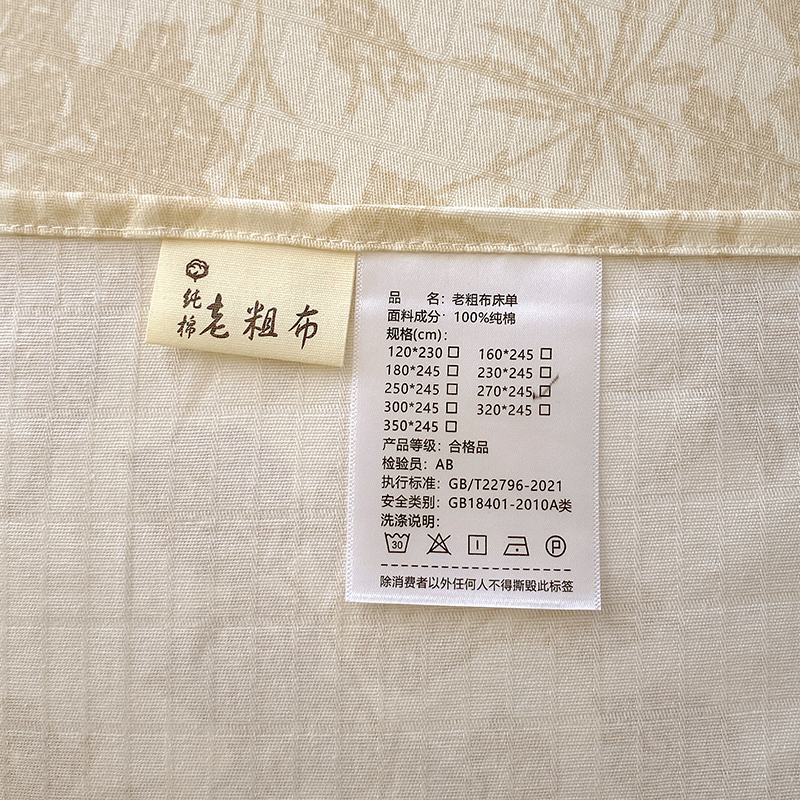 纯棉
老粗布
品 名：老粗布床单
面料成分：100%纯棉
规格(cm)：
120*230 □ 160*245 □
180*245 □ 230*245 □
250*245 □ 270*245 □
300*245 □ 320*245 □
350*245 □
产品等级：合格品
检验员：AB
执行标准：GB/T22796-2021
安全类别：GB18401-2010A类
洗涤说明：
30 P
除消费者以外任何人不得撕毁此标签